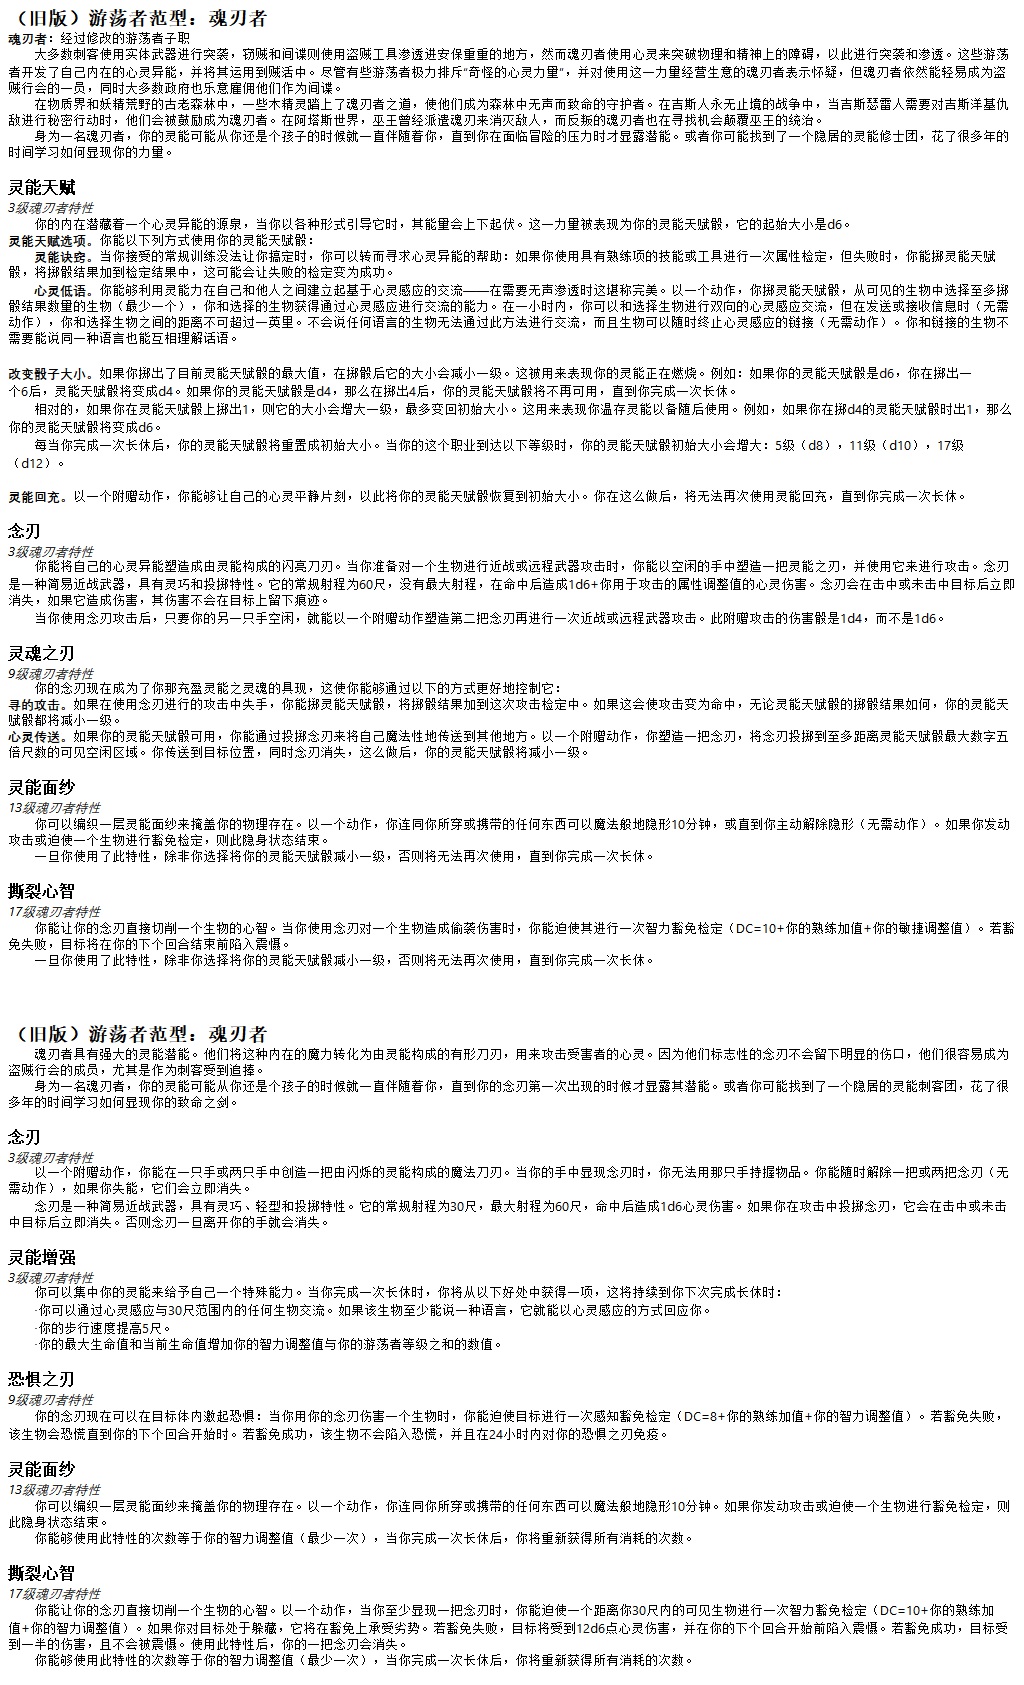 （旧版）游荡者范型：魂刃者
魂刃者：经过修改的游荡者子职
大多数刺客使用实体武器进行突袭，窃贼和间谍则使用盗贼工具渗透进安保重重的地方，然而魂刃者使用心灵来突破物理和精神上的障碍，以此进行突袭和渗透。这些游荡
者开发了自己内在的心灵异能，并将其运用到贼活中。尽管有些游荡者极力排斥“奇怪的心灵力量”，并对使用这一力量经营生意的魂刃者表示怀疑，但魂刃者依然能轻易成为盗
贼行会的一员，同时大多数政府也乐意雇佣他们作为间谍。
在物质界和妖精荒野的古老森林中，一些木精灵踏上了魂刃者之道，使他们成为森林中无声而致命的守护者。在吉斯人永无止境的战争中，当吉斯瑟雷人需要对吉斯洋基仇
敌进行秘密行动时，他们会被鼓励成为魂刃者。在阿塔斯世界，巫王曾经派遣魂刃来消灭敌人，而反叛的魂刃者也在寻找机会颠覆巫王的统治。
身为一名魂刃者，你的灵能可能从你还是个孩子的时候就一直伴随着你，直到你在面临冒险的压力时才显露潜能。或者你可能找到了一个隐居的灵能修士团，花了很多年的
时间学习如何显现你的力量。
灵能天赋
3级魂刃者特性
你的内在潜藏着一个心灵异能的源泉，当你以各种形式引导它时，其能量会上下起伏。这一力量被表现为你的灵能天赋骰，它的起始大小是d6。
灵能天赋选项。你能以下列方式使用你的灵能天赋骰：
灵能诀窍。当你接受的常规训练没法让你搞定时，你可以转而寻求心灵异能的帮助：如果你使用具有熟练项的技能或工具进行一次属性检定，但失败时，你能掷灵能天赋
骰，将掷骰结果加到检定结果中，这可能会让失败的检定变为成功。
心灵低语。你能够利用灵能力在自己和他人之间建立起基于心灵感应的交流——在需要无声渗透时这堪称完美。以一个动作，你掷灵能天赋骰，从可见的生物中选择至多掷
骰结果数量的生物（最少一个），你和选择的生物获得通过心灵感应进行交流的能力。在一小时内，你可以和选择生物进行双向的心灵感应交流，但在发送或接收信息时（无需
动作），你和选择生物之间的距离不可超过一英里。不会说任何语言的生物无法通过此方法进行交流，而且生物可以随时终止心灵感应的链接（无需动作）。你和链接的生物不
需要能说同一种语言也能互相理解话语。
改变骰子大小。如果你掷出了目前灵能天赋骰的最大值，在掷骰后它的大小会减小一级。这被用来表现你的灵能正在燃烧。例如：如果你的灵能天赋骰是d6，你在掷出一
个6后，灵能天赋骰将变成d4。如果你的灵能天赋骰是d4，那么在掷出4后，你的灵能天赋骰将不再可用，直到你完成一次长休。
相对的，如果你在灵能天赋骰上掷出1，则它的大小会增大一级，最多变回初始大小。这用来表现你温存灵能以备随后使用。例如，如果你在掷d4的灵能天赋骰时出1，那么
你的灵能天赋骰将变成d6。
每当你完成一次长休后，你的灵能天赋骰将重置成初始大小。当你的这个职业到达以下等级时，你的灵能天赋骰初始大小会增大：5级（d8），11级（d10），17级
（d12）。
灵能回充。以一个附赠动作，你能够让自己的心灵平静片刻，以此将你的灵能天赋骰恢复到初始大小。你在这么做后，将无法再次使用灵能回充，直到你完成一次长休。
念刃
3级魂刃者特性
你能将自己的心灵异能塑造成由灵能构成的闪亮刀刃。当你准备对一个生物进行近战或远程武器攻击时，你能以空闲的手中塑造一把灵能之刃，并使用它来进行攻击。念刃
是一种简易近战武器，具有灵巧和投掷特性。它的常规射程为60尺，没有最大射程，在命中后造成1d6+你用于攻击的属性调整值的心灵伤害。念刃会在击中或未击中目标后立即
消失，如果它造成伤害，其伤害不会在目标上留下痕迹。
当你使用念刃攻击后，只要你的另一只手空闲，就能以一个附赠动作塑造第二把念刃再进行一次近战或远程武器攻击。此附赠攻击的伤害骰是1d4，而不是1d6。
灵魂之刃
9级魂刃者特性
你的念刃现在成为了你那充盈灵能之灵魂的具现，这使你能够通过以下的方式更好地控制它：
寻的攻击。如果在使用念刃进行的攻击中失手，你能掷灵能天赋骰，将掷骰结果加到这次攻击检定中。如果这会使攻击变为命中，无论灵能天赋骰的掷骰结果如何，你的灵能天
赋骰都将减小一级。
心灵传送。如果你的灵能天赋骰可用，你能通过投掷念刃来将自己魔法性地传送到其他地方。以一个附赠动作，你塑造一把念刃，将念刃投掷到至多距离灵能天赋骰最大数字五
倍尺数的可见空闲区域。你传送到目标位置，同时念刃消失，这么做后，你的灵能天赋骰将减小一级。
灵能面纱
13级魂刃者特性
你可以编织一层灵能面纱来掩盖你的物理存在。以一个动作，你连同你所穿或携带的任何东西可以魔法般地隐形10分钟，或直到你主动解除隐形（无需动作）。如果你发动
攻击或迫使一个生物进行豁免检定，则此隐身状态结束。
一旦你使用了此特性，除非你选择将你的灵能天赋骰减小一级，否则将无法再次使用，直到你完成一次长休。
撕裂心智
17级魂刃者特性
你能让你的念刃直接切削一个生物的心智。当你使用念刃对一个生物造成偷袭伤害时，你能迫使其进行一次智力豁免检定（DC=10+你的熟练加值+你的敏捷调整值）。若豁
免失败，目标将在你的下个回合结束前陷入震慑。
一旦你使用了此特性，除非你选择将你的灵能天赋骰减小一级，否则将无法再次使用，直到你完成一次长休。
（旧版）游荡者范型：魂刃者
魂刃者具有强大的灵能潜能。他们将这种内在的魔力转化为由灵能构成的有形刀刃，用来攻击受害者的心灵。因为他们标志性的念刃不会留下明显的伤口，他们很容易成为
盗贼行会的成员，尤其是作为刺客受到追捧。
身为一名魂刃者，你的灵能可能从你还是个孩子的时候就一直伴随着你，直到你的念刃第一次出现的时候才显露其潜能。或者你可能找到了一个隐居的灵能刺客团，花了很
多年的时间学习如何显现你的致命之剑。
念刃
3级魂刃者特性
以一个附赠动作，你能在一只手或两只手中创造一把由闪烁的灵能构成的魔法刀刃。当你的手中显现念刃时，你无法用那只手持握物品。你能随时解除一把或两把念刃（无
需动作），如果你失能，它们会立即消失。
念刃是一种简易近战武器，具有灵巧、轻型和投掷特性。它的常规射程为30尺，最大射程为60尺，命中后造成1d6心灵伤害。如果你在攻击中投掷念刃，它会在击中或未击
中目标后立即消失。否则念刃一旦离开你的手就会消失。
灵能增强
3级魂刃者特性
你可以集中你的灵能来给予自己一个特殊能力。当你完成一次长休时，你将从以下好处中获得一项，这将持续到你下次完成长休时：
·你可以通过心灵感应与30尺范围内的任何生物交流。如果该生物至少能说一种语言，它就能以心灵感应的方式回应你。
·你的步行速度提高5尺。
·你的最大生命值和当前生命值增加你的智力调整值与你的游荡者等级之和的数值。
恐惧之刃
9级魂刃者特性
你的念刃现在可以在目标体内激起恐惧：当你用你的念刃伤害一个生物时，你能迫使目标进行一次感知豁免检定（DC=8+你的熟练加值+你的智力调整值）。若豁免失败，
该生物会恐慌直到你的下个回合开始时。若豁免成功，该生物不会陷入恐慌，并且在24小时内对你的恐惧之刃免疫。
灵能面纱
13级魂刃者特性
你可以编织一层灵能面纱来掩盖你的物理存在。以一个动作，你连同你所穿或携带的任何东西可以魔法般地隐形10分钟。如果你发动攻击或迫使一个生物进行豁免检定，则
此隐身状态结束。
你能够使用此特性的次数等于你的智力调整值（最少一次），当你完成一次长休后，你将重新获得所有消耗的次数。
撕裂心智
17级魂刃者特性
你能让你的念刃直接切削一个生物的心智。以一个动作，当你至少显现一把念刃时，你能迫使一个距离你30尺内的可见生物进行一次智力豁免检定（DC=10+你的熟练加
值+你的智力调整值）。如果你对目标处于躲藏，它将在豁免上承受劣势。若豁免失败，目标将受到12d6点心灵伤害，并在你的下个回合开始前陷入震慑。若豁免成功，目标受
到一半的伤害，且不会被震慑。使用此特性后，你的一把念刃会消失。
你能够使用此特性的次数等于你的智力调整值（最少一次），当你完成一次长休后，你将重新获得所有消耗的次数。